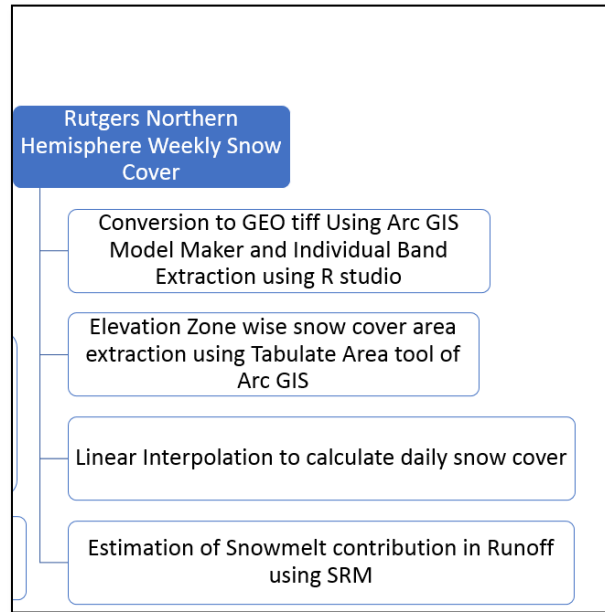 Rutgers Northern
Hemisphere Weekly Snow
Cover
Conversion to GEO tiff Using Arc GIS
Model Maker and Individual Band
Extraction using R studio
Elevation Zone wise snow cover area
extraction using Tabulate Area tool of
Arc GIS
Linear Interpolation to calculate daily snow cover
Estimation of Snowmelt contribution in Runoff
using SRM